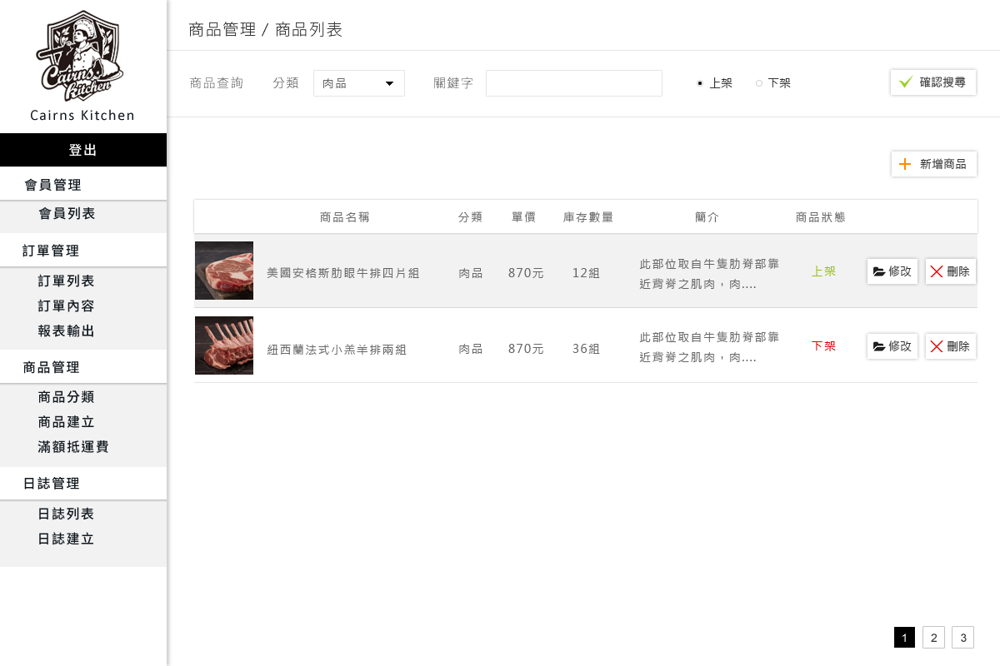 Cairns
Kitchen
Cairns Kitchen
登出
會員管理
會員列表
訂單管理
訂單列表
訂單內容
報表輸出
商品管理
商品分類
商品建立
滿額抵運費
日誌管理
日誌列表
日誌建立
商品管理 / 商品列表
商品查詢 分類 肉品 關鍵字 上架 下架 確認搜尋
新增商品
商品名稱 分類 單價 庫存數量 簡介 商品狀態
美國安格斯肋眼牛排四片組 肉品 870元 12組 此部位取自牛隻肋脊部靠 上架 修改 刪除
近背脊之肌肉，肉....
紐西蘭法式小羔羊排兩組 肉品 870元 36組 此部位取自牛隻肋脊部靠 下架 修改 刪除
近背脊之肌肉，肉....
1 2 3